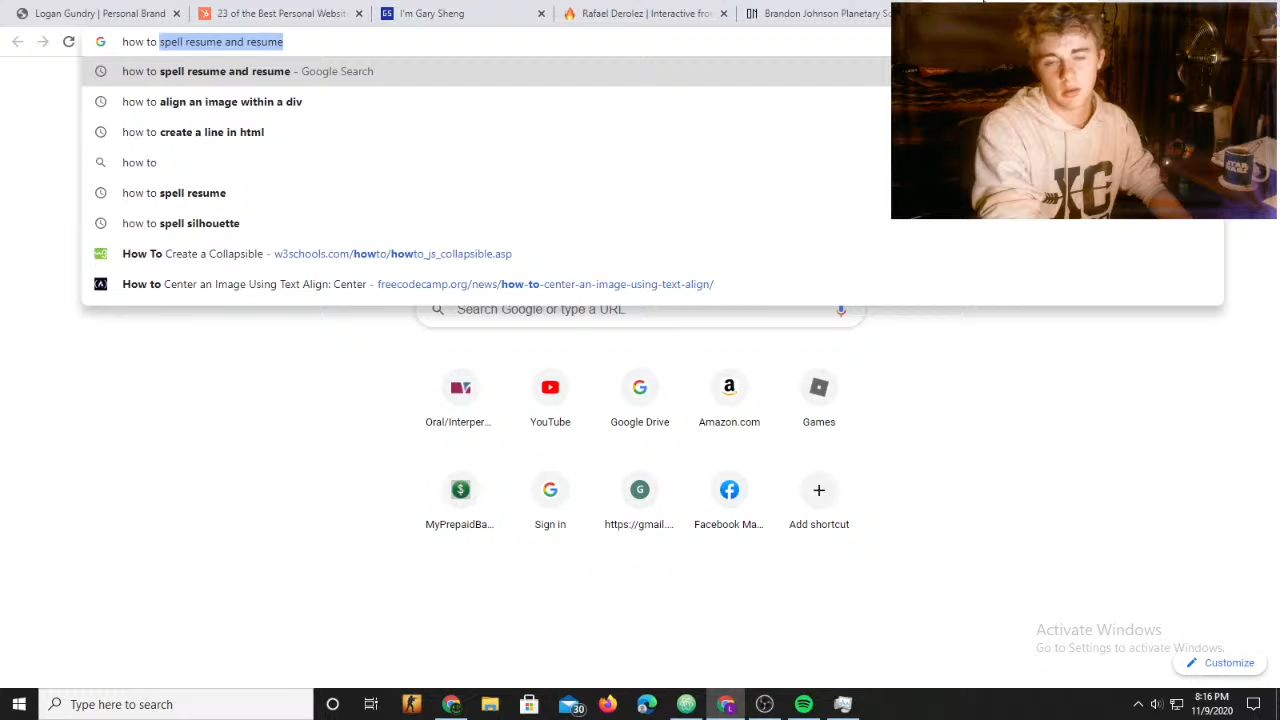 Logan Gundry | Personal Brand
23 of the Best Personal Website
I'm Gary Sheng
Rafael Derolez | Interactive fro
Brandon Johnson Planetary Sc
how to spell resume and resume
how to spell resume and resume - Google Search
how to align an image within a div
how to create a line in html
how to
how to spell resume
how to spell silhouette
How To Create a Collapsible - w3schools.com/howto/howto_js_collapsible.asp
How to Center an Image Using Text Align: Center - freecodecamp.org/news/how-to-center-an-image-using-text-align/
XC
STAR
WARS
Search Google or type a URL
Oral/Interper...
YouTube
Google Drive
Amazon.com
Games
MyPrepaidBa...
Sign in
https://gmail....
Facebook Ma...
Add shortcut
Activate Windows
Go to Settings to activate Windows.
Customize
Type here to search
30
8:16 PM
11/9/2020